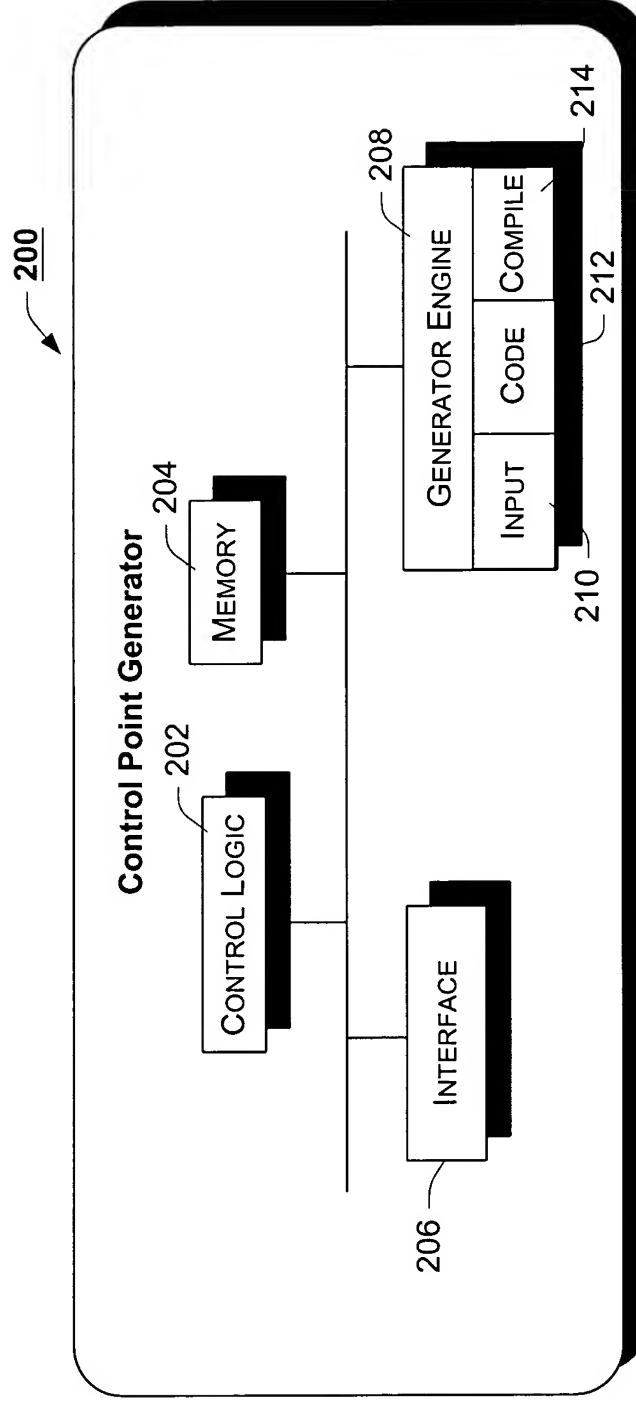 200
Control Point Generator
202
CONTROL LOGIC
204
MEMORY
206
INTERFACE
208
GENERATOR ENGINE
INPUT
CODE
COMPILE
210
212
214